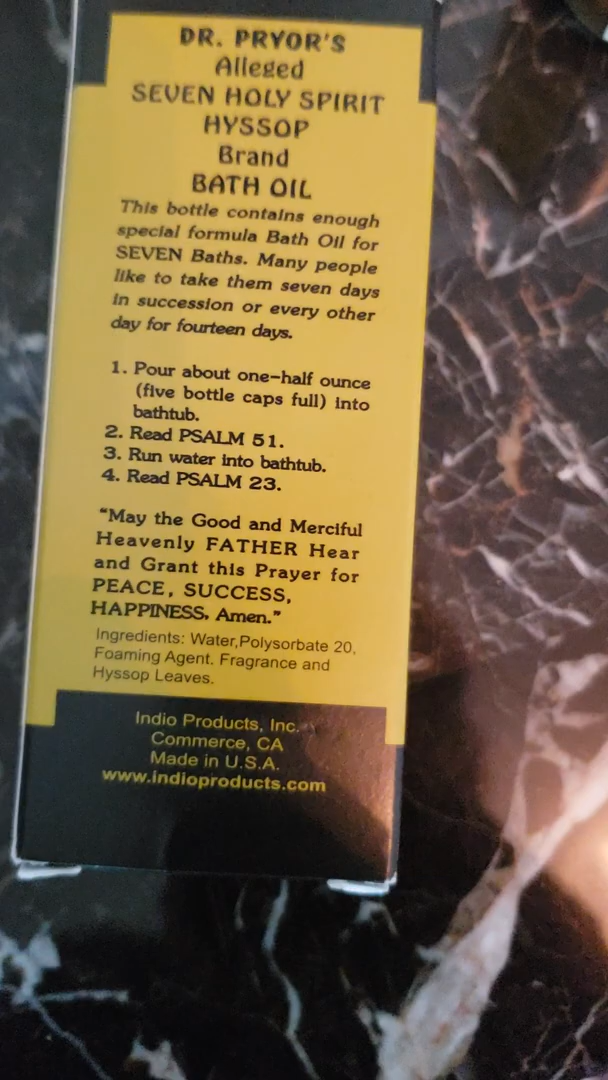 DR. PRYOR'S
Alleged
SEVEN HOLY SPIRIT
HYSSOP
Brand
BATH OIL
This bottle contains enough
special formula Bath Oil for
SEVEN Baths. Many people
like to take them seven days
in succession or every other
day for fourteen days.
1. Pour about one-half ounce
(five bottle caps full) into
bathtub.
2. Read PSALM 51.
3. Run water into bathtub.
4. Read PSALM 23.
"May the Good and Merciful
Heavenly FATHER Hear
and Grant this Prayer for
PEACE, SUCCESS,
HAPPINESS, Amen."
Ingredients: Water,Polysorbate 20,
Foaming Agent. Fragrance and
Hyssop Leaves.
Indio Products, Inc.
Commerce, CA
Made in U.S.A.
www.indioproducts.com